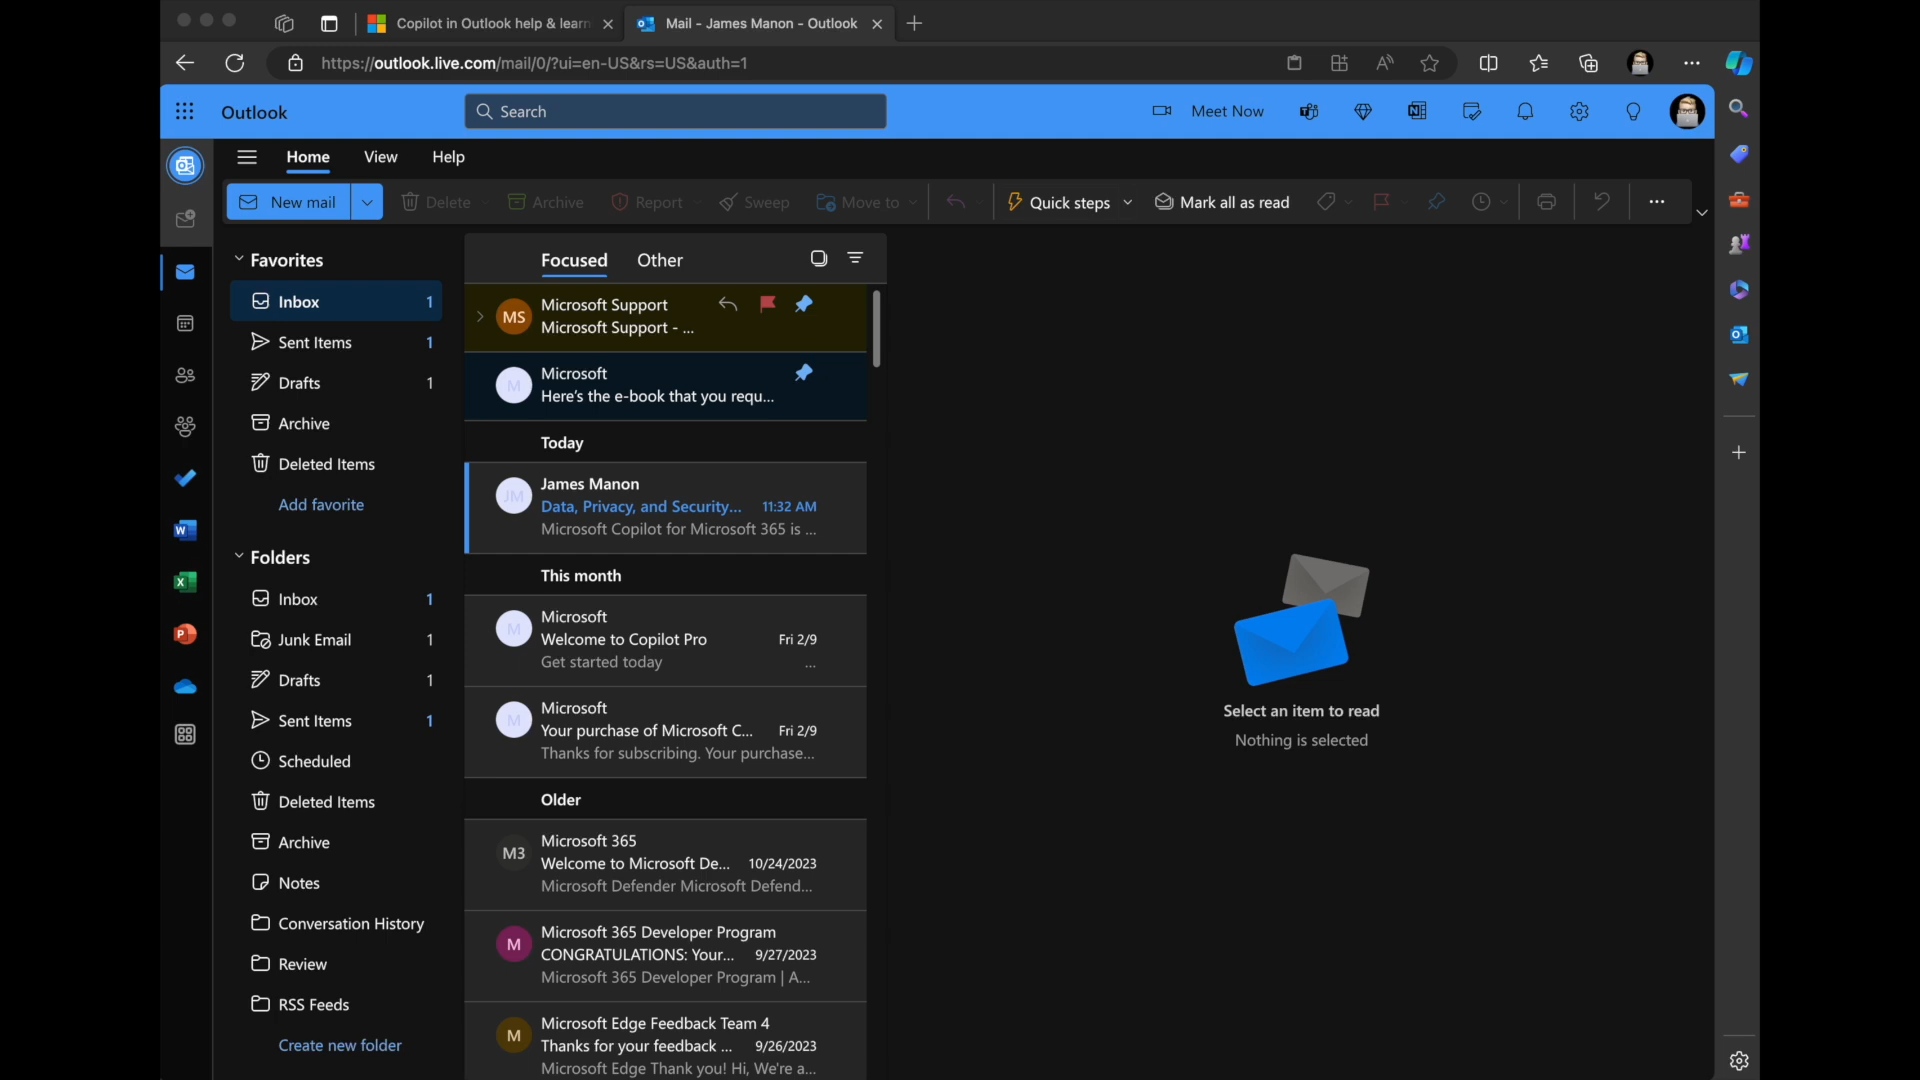 Copilot in Outlook help & learn
Mail - James Manon - Outlook
https://outlook.live.com/mail/0/?ui=en-US&rs=US&auth=1
Outlook
Search
Meet Now
Home
View
Help
New mail
Delete
Archive
Report
Sweep
Move to
Quick steps
Mark all as read
Favorites
Inbox 1
Sent Items 1
Drafts 1
Archive
Deleted Items
Add favorite
Folders
Inbox 1
Junk Email 1
Drafts 1
Sent Items 1
Scheduled
Deleted Items
Archive
Notes
Conversation History
Review
RSS Feeds
Create new folder
Focused
Other
MS
Microsoft Support
Microsoft Support - ...
M
Microsoft
Here's the e-book that you requ...
Today
JM
James Manon
Data, Privacy, and Security... 11:32 AM
Microsoft Copilot for Microsoft 365 is ...
This month
M
Microsoft
Welcome to Copilot Pro Fri 2/9
Get started today ...
M
Microsoft
Your purchase of Microsoft C... Fri 2/9
Thanks for subscribing. Your purchase...
Older
M3
Microsoft 365
Welcome to Microsoft De... 10/24/2023
Microsoft Defender Microsoft Defend...
M
Microsoft 365 Developer Program
CONGRATULATIONS: Your... 9/27/2023
Microsoft 365 Developer Program | A...
M
Microsoft Edge Feedback Team 4
Thanks for your feedback ... 9/26/2023
Microsoft Edge Thank you! Hi, We're a...
Select an item to read
Nothing is selected